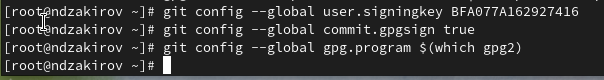 [root@ndzakirov ~]# git config --global user.signingkey BFA077A162927416
[root@ndzakirov ~]# git config --global commit.gpgsign true
[root@ndzakirov ~]# git config --global gpg.program $(which gpg2)
[root@ndzakirov ~]#